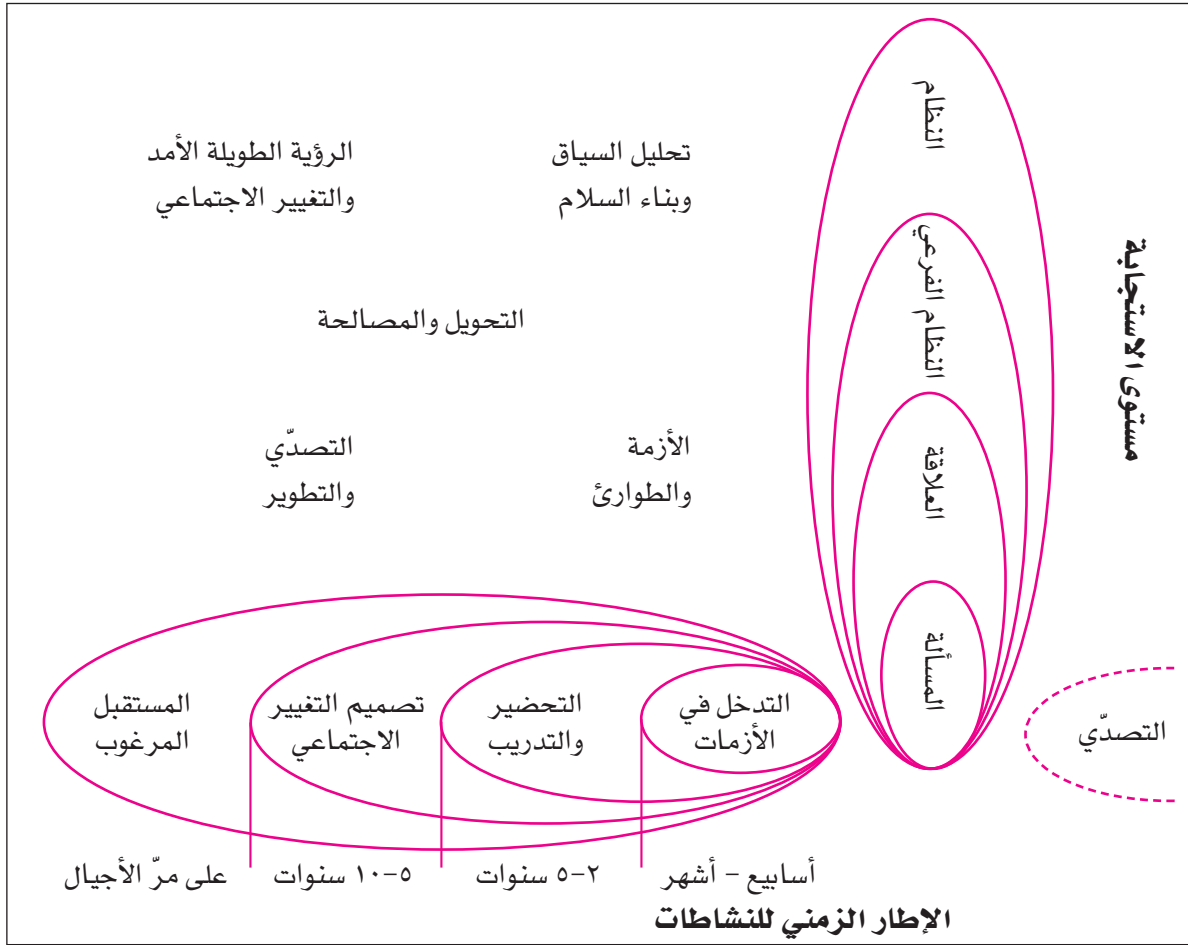 مستوى الاستجابة
النظام
النظام الفرعي
العلاقة
المسألة
تحليل السياق
وبناء السلام
الرؤية الطويلة الأمد
والتغيير الاجتماعي
التحويل والمصالحة
الأزمة
والطوارئ
التصدّي
والتطوير
التصدّي
التدخل في
الأزمات
التحضير
والتدريب
تصميم التغيير
الاجتماعي
المستقبل
المرغوب
أسابيع – أشهر
٢-٥ سنوات
٥-١٠ سنوات
على مرّ الأجيال
الإطار الزمني للنشاطات